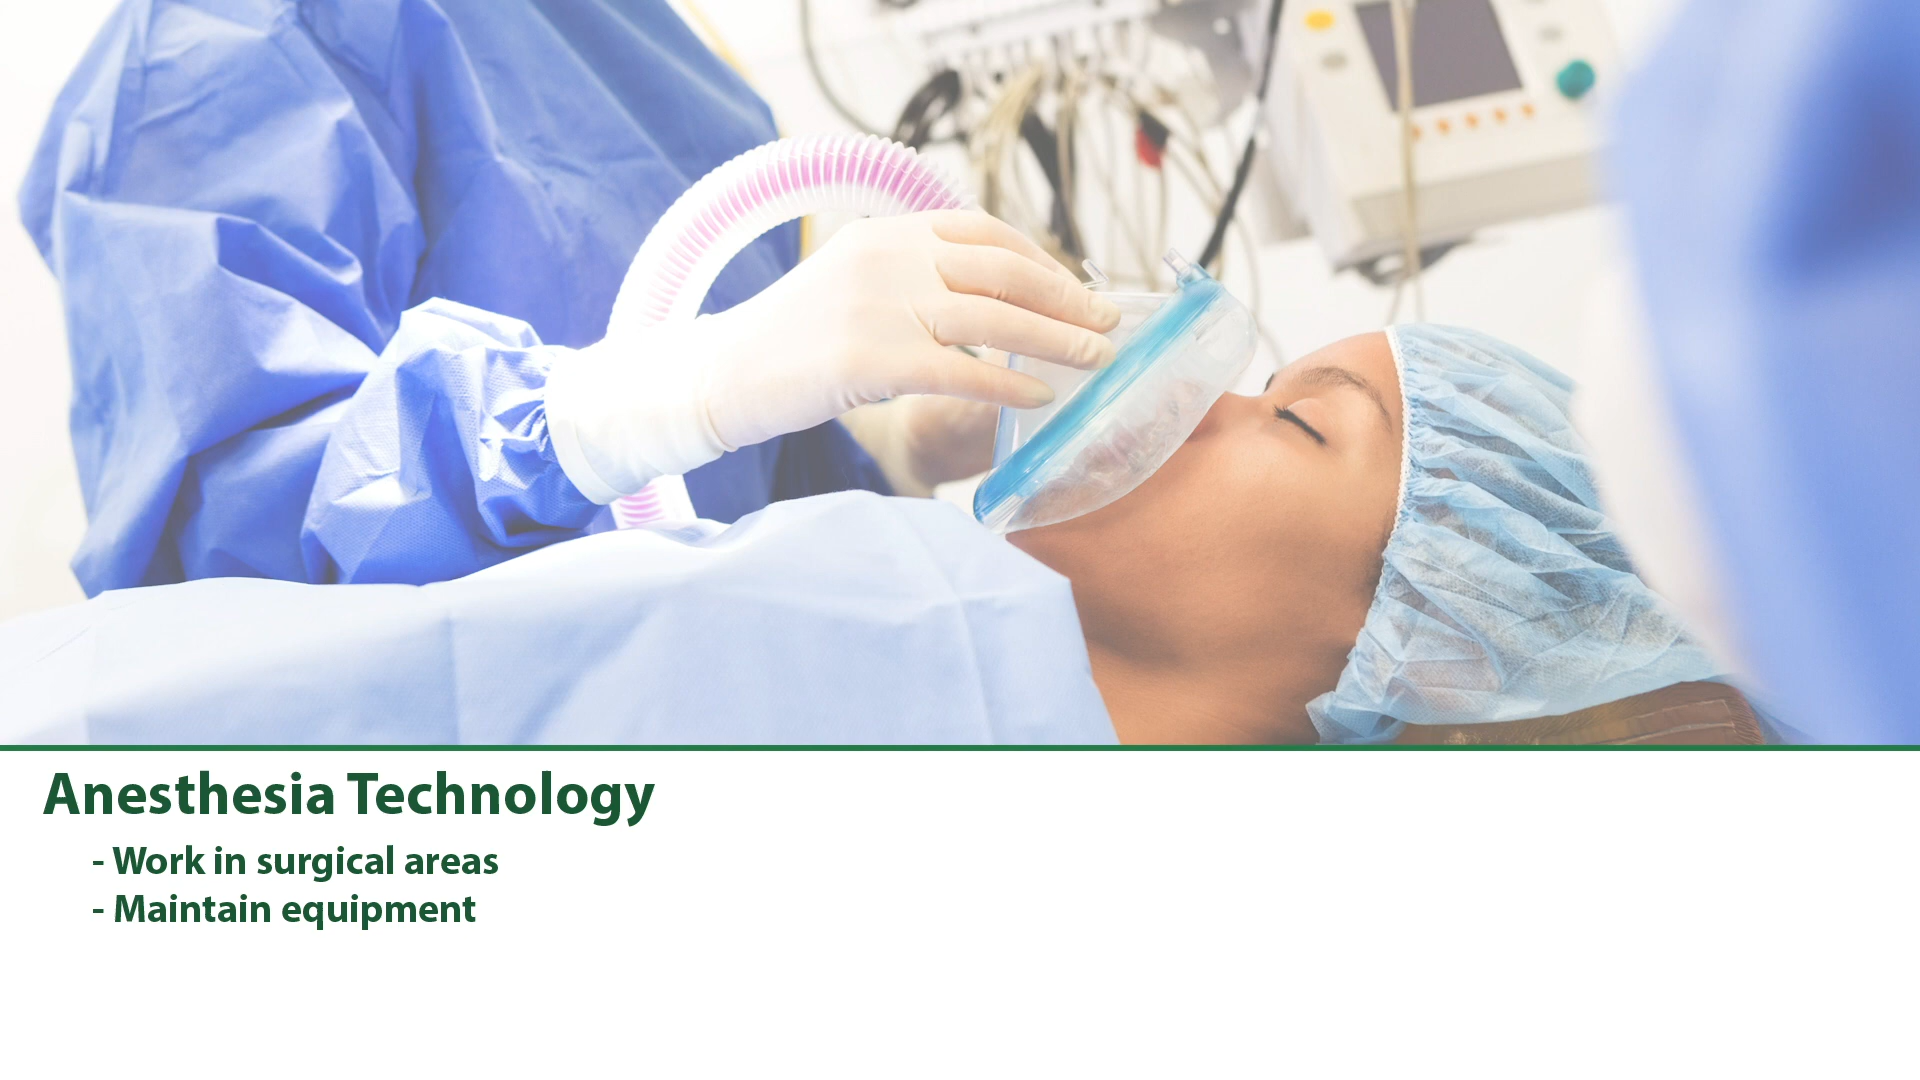 Anesthesia Technology
- Work in surgical areas
- Maintain equipment